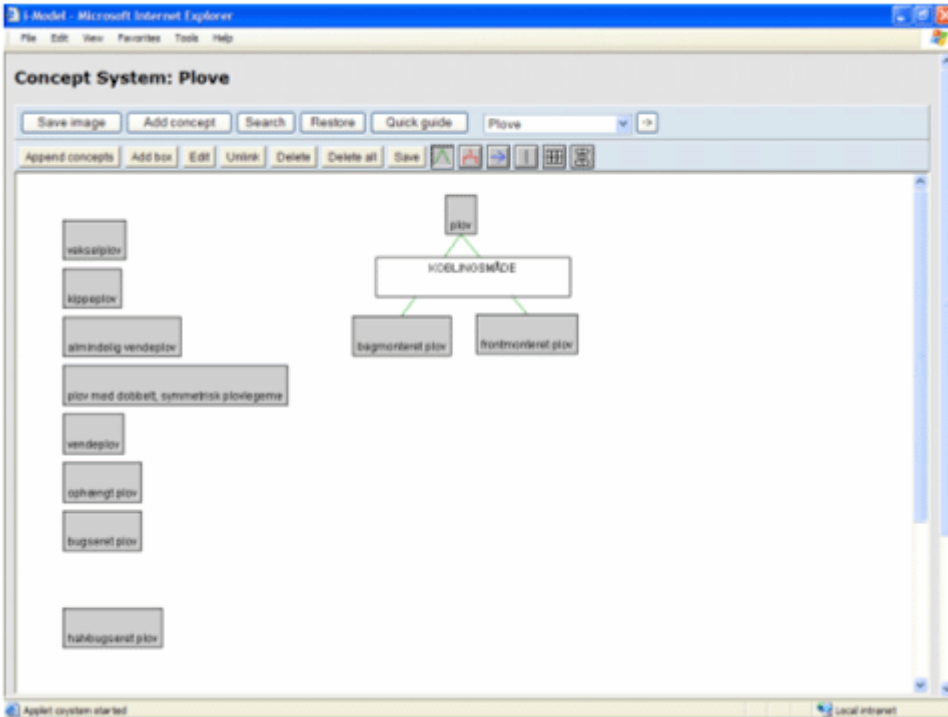 i-Model - Microsoft Internet Explorer
File Edit View Favorites Tools Help
Concept System: Plove
Save image Add concept Search Restore Quick guide Plove
Append concepts Add box Edit Unlink Delete Delete all Save
plov
vekselplov
KOBLINGSMÅDE
kippeplov
almindelig vendeplov
bagmonteret plov
frontmonteret plov
plov med dobbelt, symmetrisk plovlegeme
vendeplov
ophængt plov
bugseret plov
halvbugseret plov
Applet csystem started
Local intranet